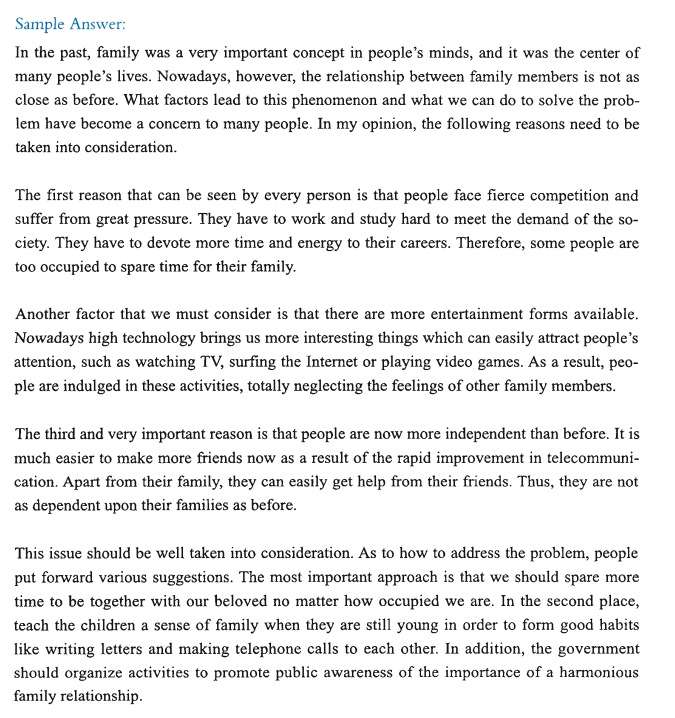 Sample Answer:
In the past, family was a very important concept in people's minds, and it was the center of
many people's lives. Nowadays, however, the relationship between family members is not as
close as before. What factors lead to this phenomenon and what we can do to solve the prob-
lem have become a concern to many people. In my opinion, the following reasons need to be
taken into consideration.
The first reason that can be seen by every person is that people face fierce competition and
suffer from great pressure. They have to work and study hard to meet the demand of the so-
ciety. They have to devote more time and energy to their careers. Therefore, some people are
too occupied to spare time for their family.
Another factor that we must consider is that there are more entertainment forms available.
Nowadays high technology brings us more interesting things which can easily attract people's
attention, such as watching TV, surfing the Internet or playing video games. As a result, peo-
ple are indulged in these activities, totally neglecting the feelings of other family members.
The third and very important reason is that people are now more independent than before. It is
much easier to make more friends now as a result of the rapid improvement in telecommuni-
cation. Apart from their family, they can easily get help from their friends. Thus, they are not
as dependent upon their families as before.
This issue should be well taken into consideration. As to how to address the problem, people
put forward various suggestions. The most important approach is that we should spare more
time to be together with our beloved no matter how occupied we are. In the second place,
teach the children a sense of family when they are still young in order to form good habits
like writing letters and making telephone calls to each other. In addition, the government
should organize activities to promote public awareness of the importance of a harmonious
family relationship.